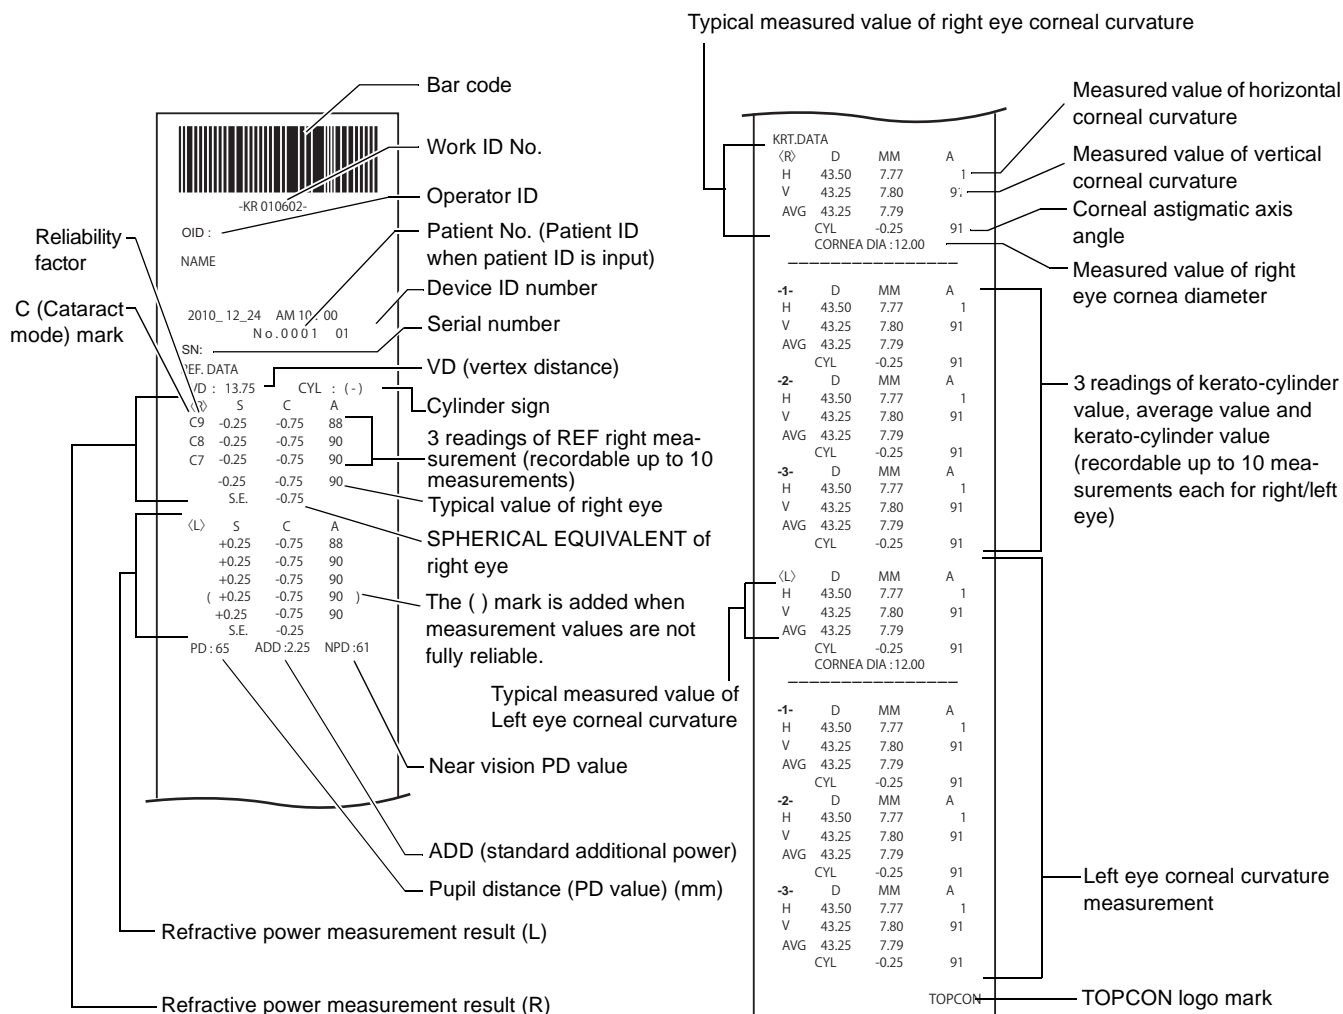 Typical measured value of right eye corneal curvature
Bar code
Work ID No.
Operator ID
Patient No. (Patient ID
when patient ID is input)
Device ID number
Serial number
VD (vertex distance)
Cylinder sign
3 readings of REF right mea-
surement (recordable up to 10
measurements)
Typical value of right eye
SPHERICAL EQUIVALENT of
right eye
The ( ) mark is added when
measurement values are not
fully reliable.
Typical measured value of
Left eye corneal curvature
Near vision PD value
ADD (standard additional power)
Pupil distance (PD value) (mm)
Refractive power measurement result (L)
Refractive power measurement result (R)
Reliability
factor
C (Cataract
mode) mark
-KR 010602-
OID :
NAME
2010_ 12_24 AM 10 00
No.0001 01
SN:
REF. DATA
VD : 13.75 CYL : (-)
〈R〉 S C A
C9 -0.25 -0.75 88
C8 -0.25 -0.75 90
C7 -0.25 -0.75 90
-0.25 -0.75 90
S.E. -0.75
〈L〉 S C A
+0.25 -0.75 88
+0.25 -0.75 90
+0.25 -0.75 90
( +0.25 -0.75 90 )
+0.25 -0.75 90
S.E. -0.25
PD : 65 ADD :2.25 NPD :61
KRT.DATA
〈R〉 D MM A
H 43.50 7.77 1
V 43.25 7.80 91
AVG 43.25 7.79
CYL -0.25 91
CORNEA DIA : 12.00
-1- D MM A
H 43.50 7.77 1
V 43.25 7.80 91
AVG 43.25 7.79
CYL -0.25 91
-2- D MM A
H 43.50 7.77 1
V 43.25 7.80 91
AVG 43.25 7.79
CYL -0.25 91
-3- D MM A
H 43.50 7.77 1
V 43.25 7.80 91
AVG 43.25 7.79
CYL -0.25 91
〈L〉 D MM A
H 43.50 7.77 1
V 43.25 7.80 91
AVG 43.25 7.79
CYL -0.25 91
CORNEA DIA : 12.00
-1- D MM A
H 43.50 7.77 1
V 43.25 7.80 91
AVG 43.25 7.79
CYL -0.25 91
-2- D MM A
H 43.50 7.77 1
V 43.25 7.80 91
AVG 43.25 7.79
CYL -0.25 91
-3- D MM A
H 43.50 7.77 1
V 43.25 7.80 91
AVG 43.25 7.79
CYL -0.25 91
TOPCON
Measured value of horizontal
corneal curvature
Measured value of vertical
corneal curvature
Corneal astigmatic axis
angle
Measured value of right
eye cornea diameter
3 readings of kerato-cylinder
value, average value and
kerato-cylinder value
(recordable up to 10 mea-
surements each for right/left
eye)
Left eye corneal curvature
measurement
TOPCON logo mark